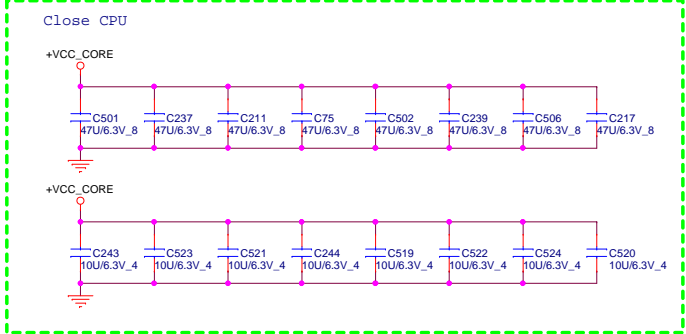 Close CPU
+VCC_CORE
C501 C237 C211 C75 C502 C239 C506 C217
47U/6.3V_8 47U/6.3V_8 47U/6.3V_8 47U/6.3V_8 47U/6.3V_8 47U/6.3V_8 47U/6.3V_8 47U/6.3V_8
+VCC_CORE
C243 C523 C521 C244 C519 C522 C524 C520
10U/6.3V_4 10U/6.3V_4 10U/6.3V_4 10U/6.3V_4 10U/6.3V_4 10U/6.3V_4 10U/6.3V_4 10U/6.3V_4